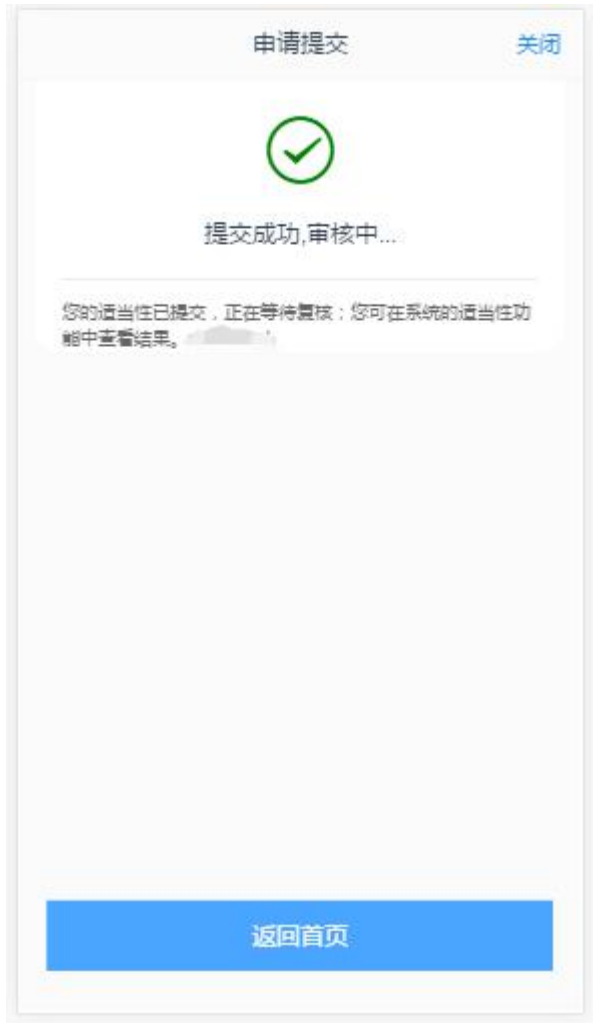 申请提交
关闭
提交成功,审核中...
您的适当性已提交，正在等待复核；您可在系统的适当性功
能中查看结果。
返回首页